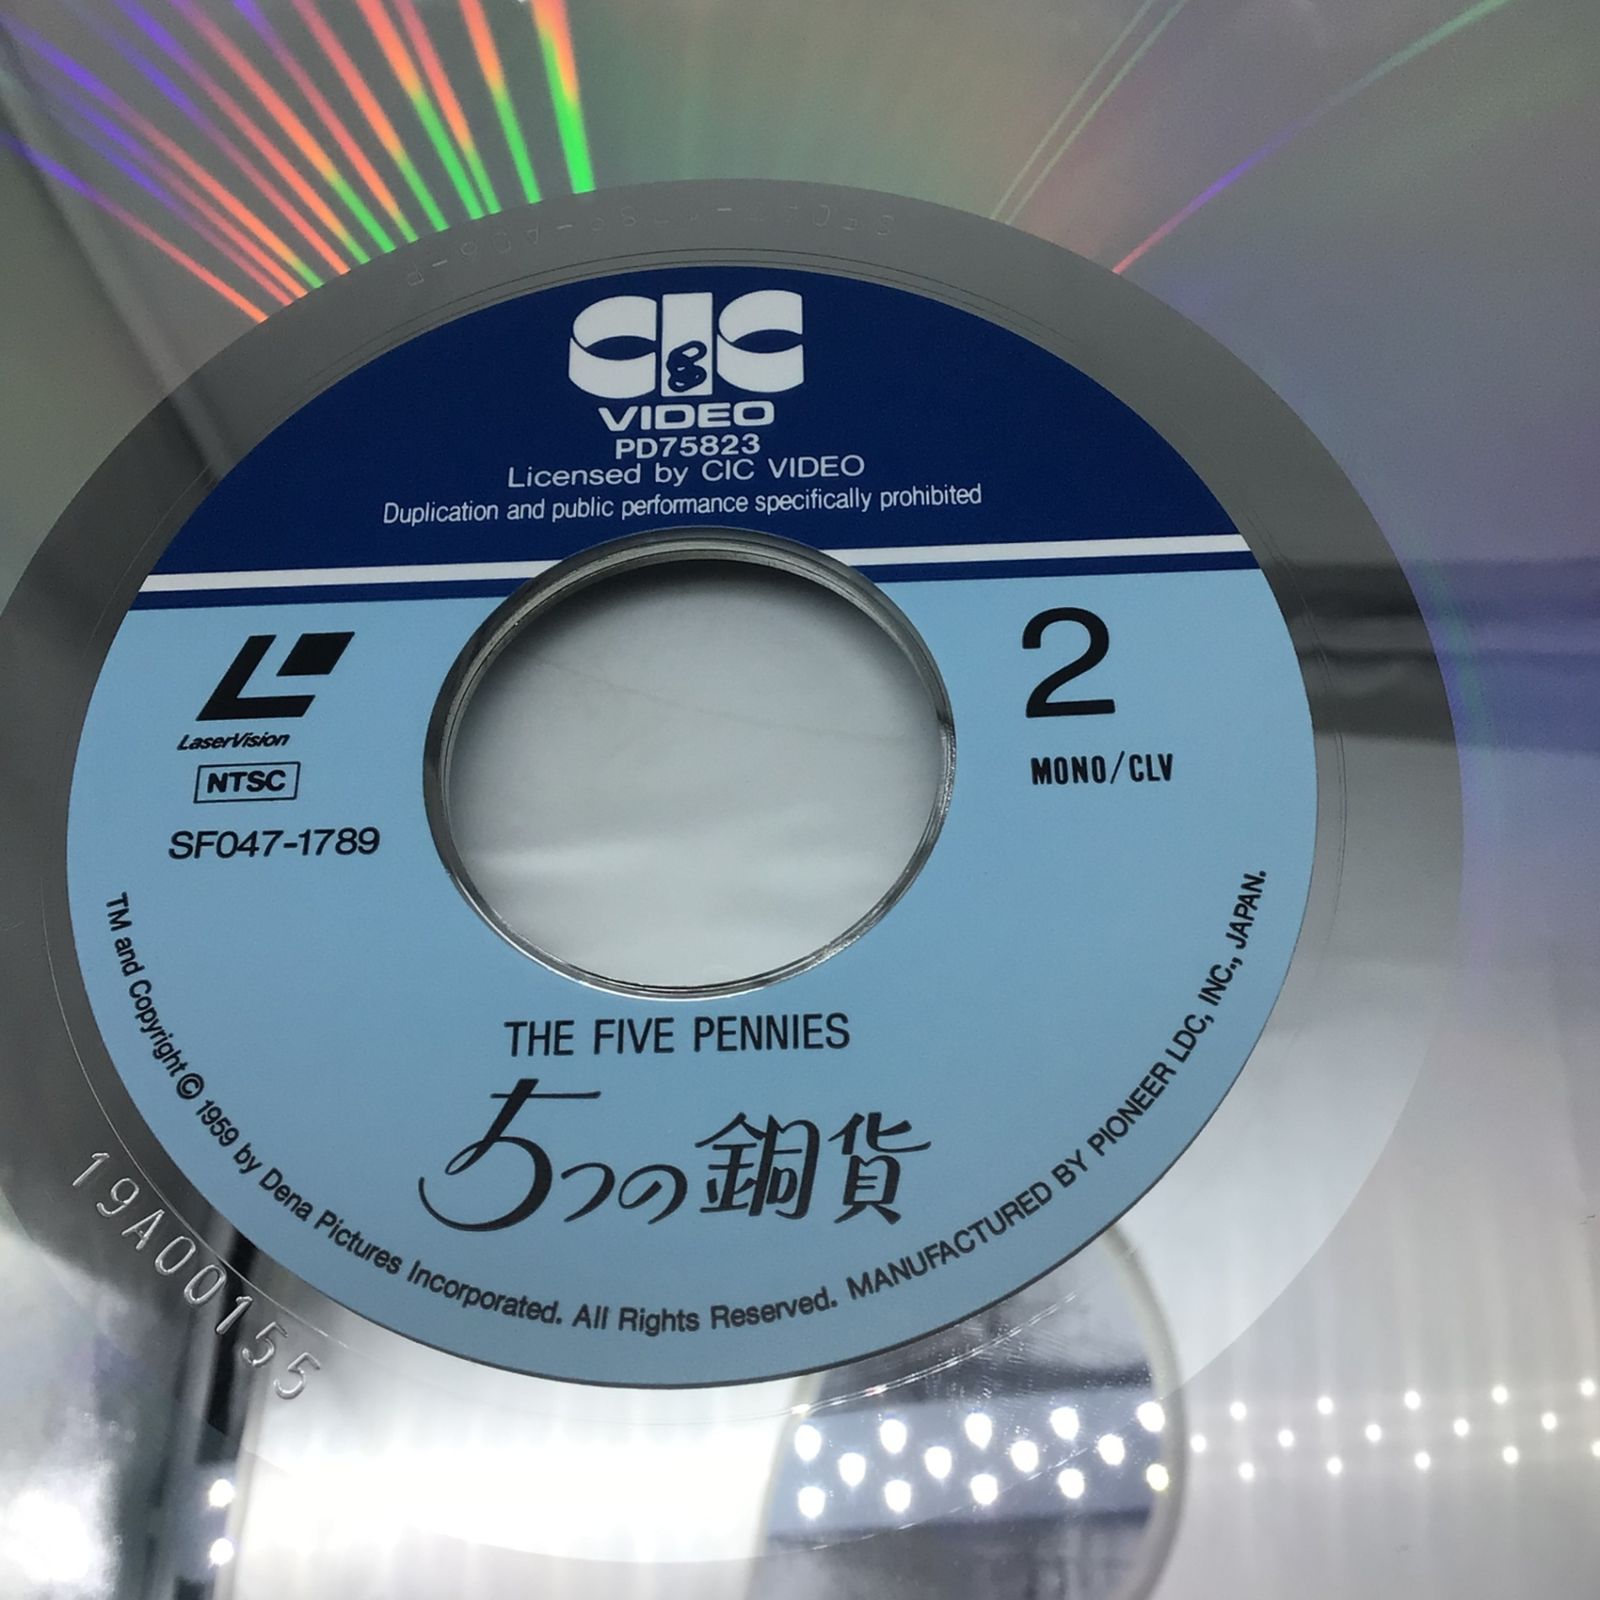 CIC
VIDEO
PD75823
Licensed by CIC VIDEO
Duplication and public performance specifically prohibited
LaserVision
NTSC
SF047-1789
2
MONO/CLV
THE FIVE PENNIES
5つの銅貨
TM and Copyright © 1959 by Dena Pictures Incorporated. All Rights Reserved. MANUFACTURED BY PIONEER LDC, INC., JAPAN.
19A00155